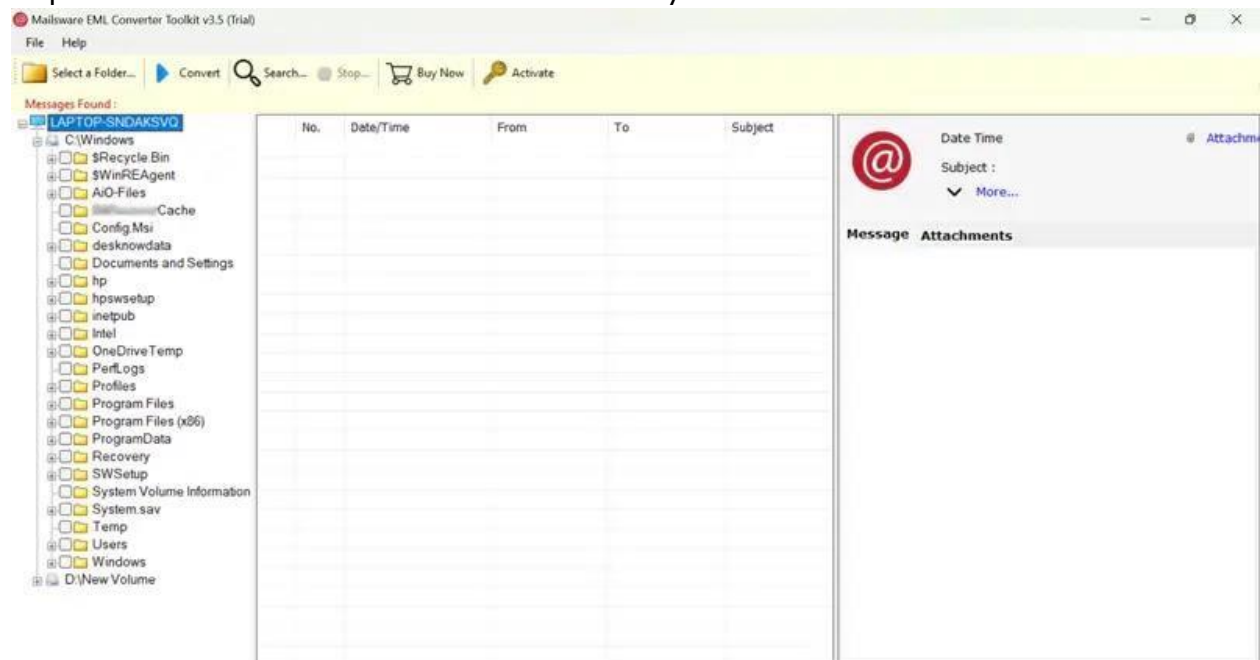 Mailsware EML Converter Toolkit v3.5 (Trial)
File Help
Select a Folder... Convert Search... Stop... Buy Now Activate
Messages Found :
LAPTOP-SNDAKSVQ
C:\Windows
$Recycle.Bin
$WinREAgent
AiO-Files
Cache
Config.Msi
desknowdata
Documents and Settings
hp
hpswsetup
inetpub
Intel
OneDriveTemp
PerfLogs
Profiles
Program Files
Program Files (x86)
ProgramData
Recovery
SWSetup
System Volume Information
System.sav
Temp
Users
Windows
D:\New Volume
No. Date/Time From To Subject
Date Time
Attachm
Subject :
More...
Message Attachments